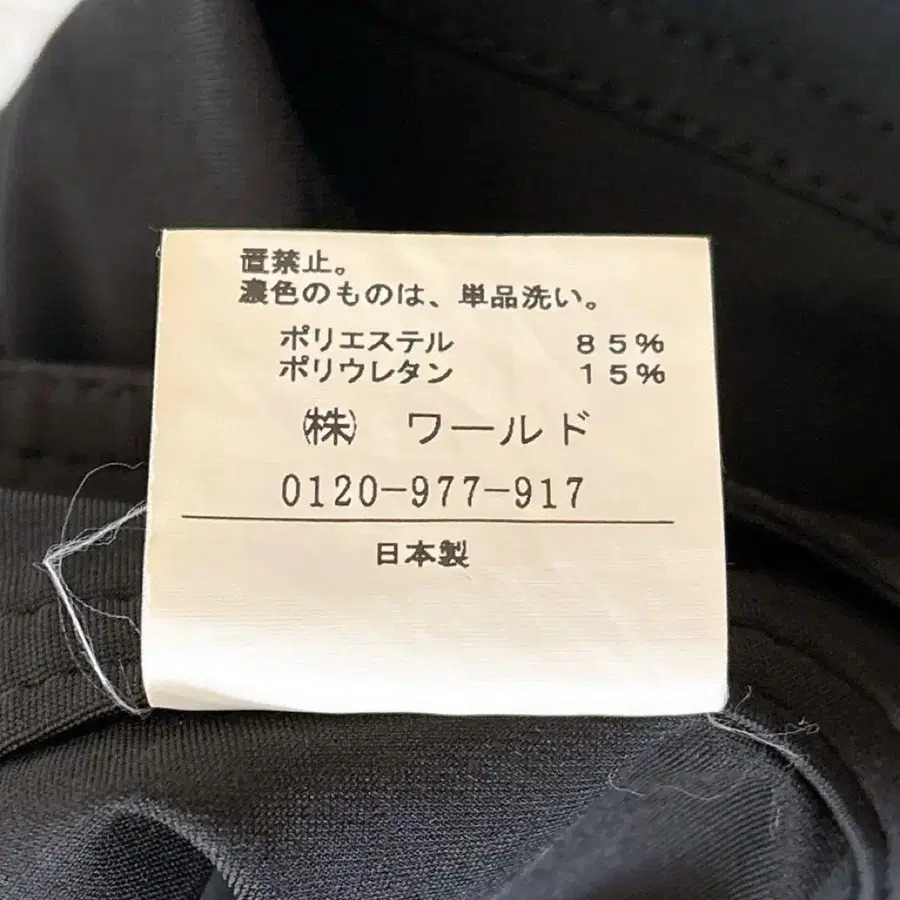 置禁止。
濃色のものは、単品洗い。
ポリエステル ８５％
ポリウレタン １５％
㈱ ワールド
0120-977-917
日本製